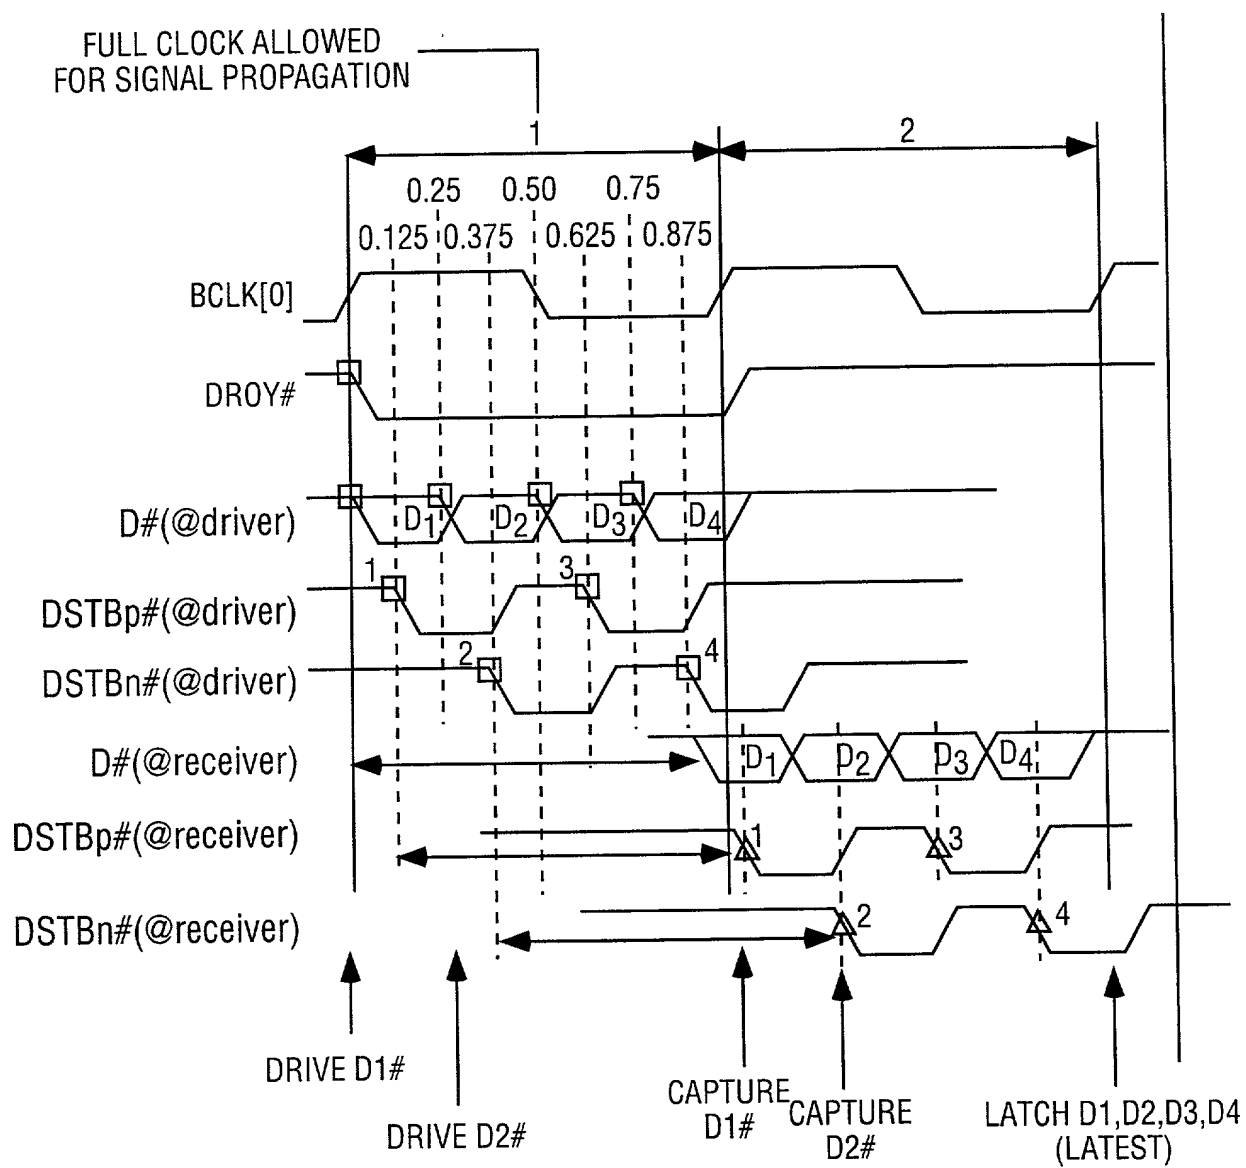 FULL CLOCK ALLOWED
FOR SIGNAL PROPAGATION
1
2
0.25 0.50 0.75
0.125 0.375 0.625 0.875
BCLK[0]
DROY#
D#(@driver)
D1 D2 D3 D4
1 3
DSTBp#(@driver)
2 4
DSTBn#(@driver)
D#(@receiver)
D1 D2 D3 D4
DSTBp#(@receiver)
1 3
DSTBn#(@receiver)
2 4
DRIVE D1#
DRIVE D2#
CAPTURE
D1#
CAPTURE
D2#
LATCH D1,D2,D3,D4
(LATEST)